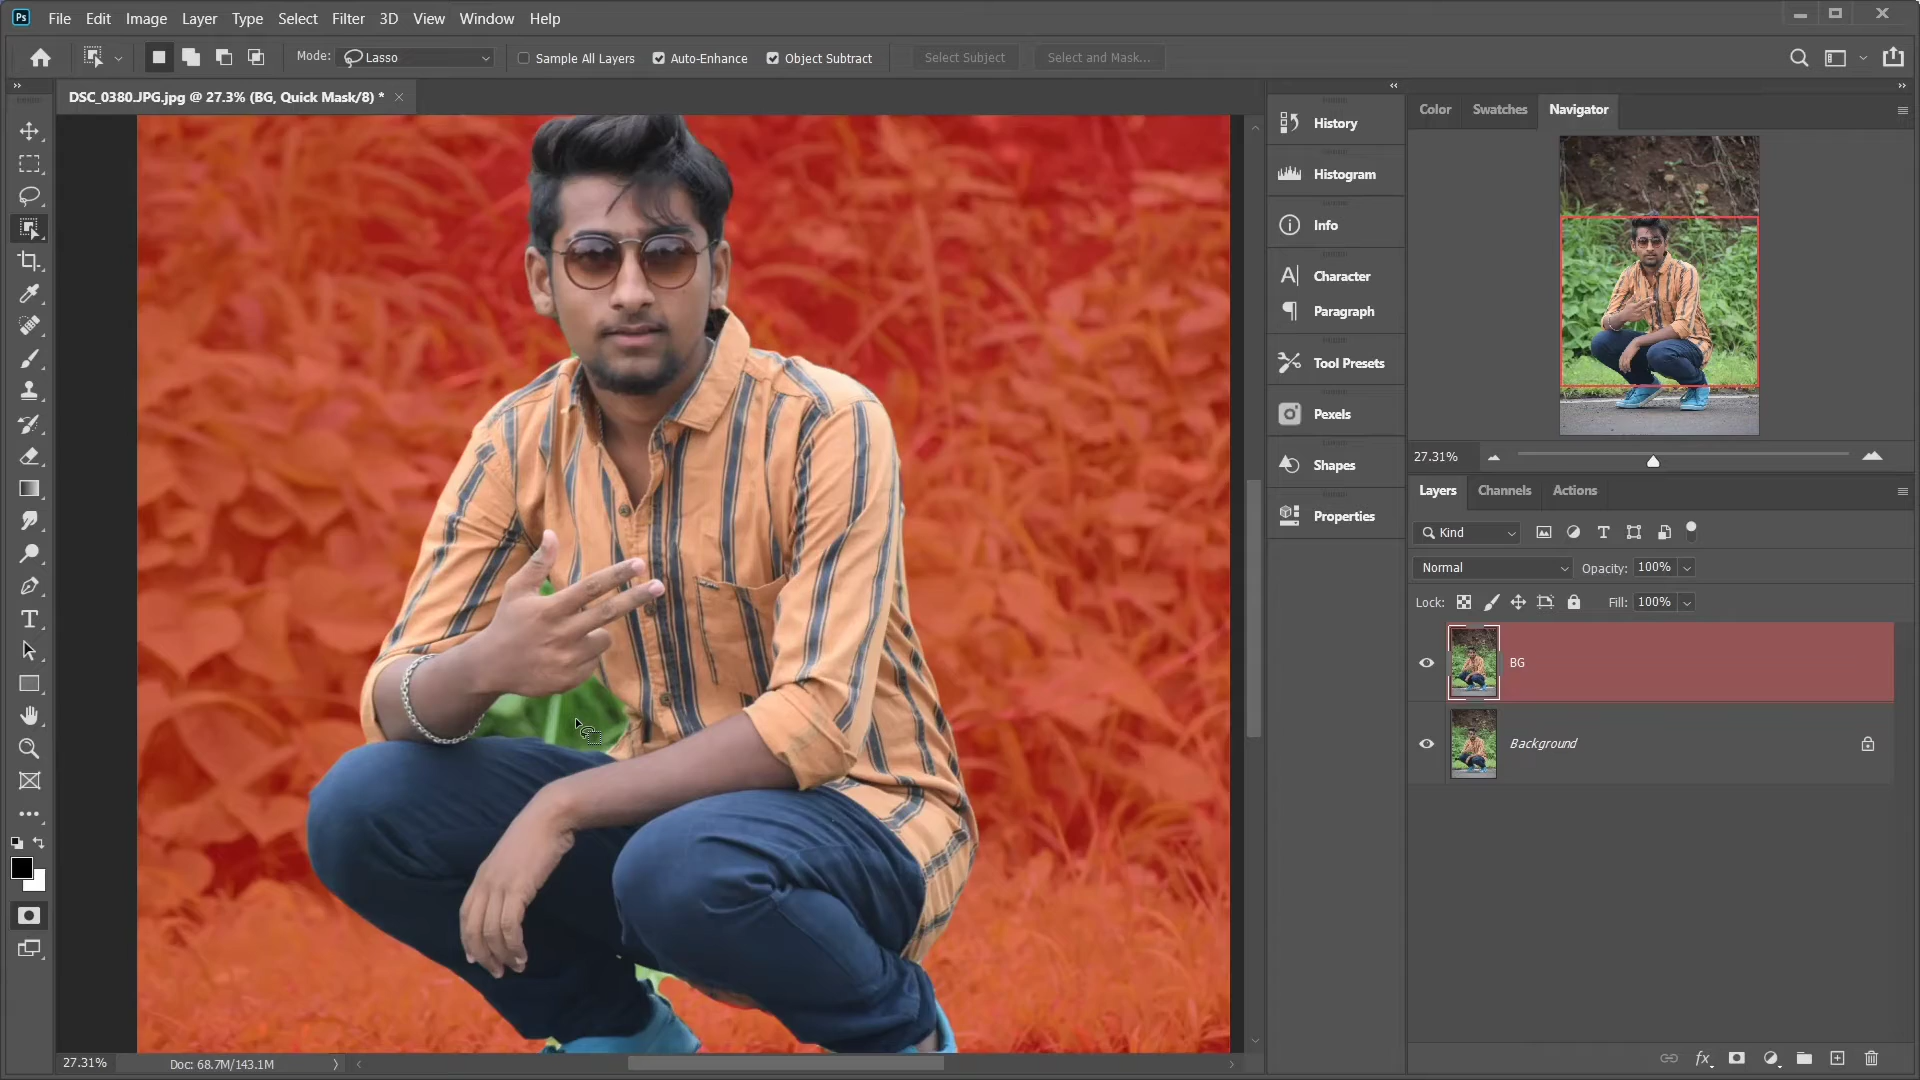 Ps File Edit Image Layer Type Select Filter 3D View Window Help
Mode: Lasso Sample All Layers Auto-Enhance Object Subtract Select Subject Select and Mask...
DSC_0380.JPG.jpg @ 27.3% (BG, Quick Mask/8) *
History
Histogram
Info
Character
Paragraph
Tool Presets
Pexels
Shapes
Properties
Color Swatches Navigator
27.31%
Layers Channels Actions
Kind
Normal Opacity: 100%
Lock: Fill: 100%
BG
Background
27.31% Doc: 68.7M/143.1M